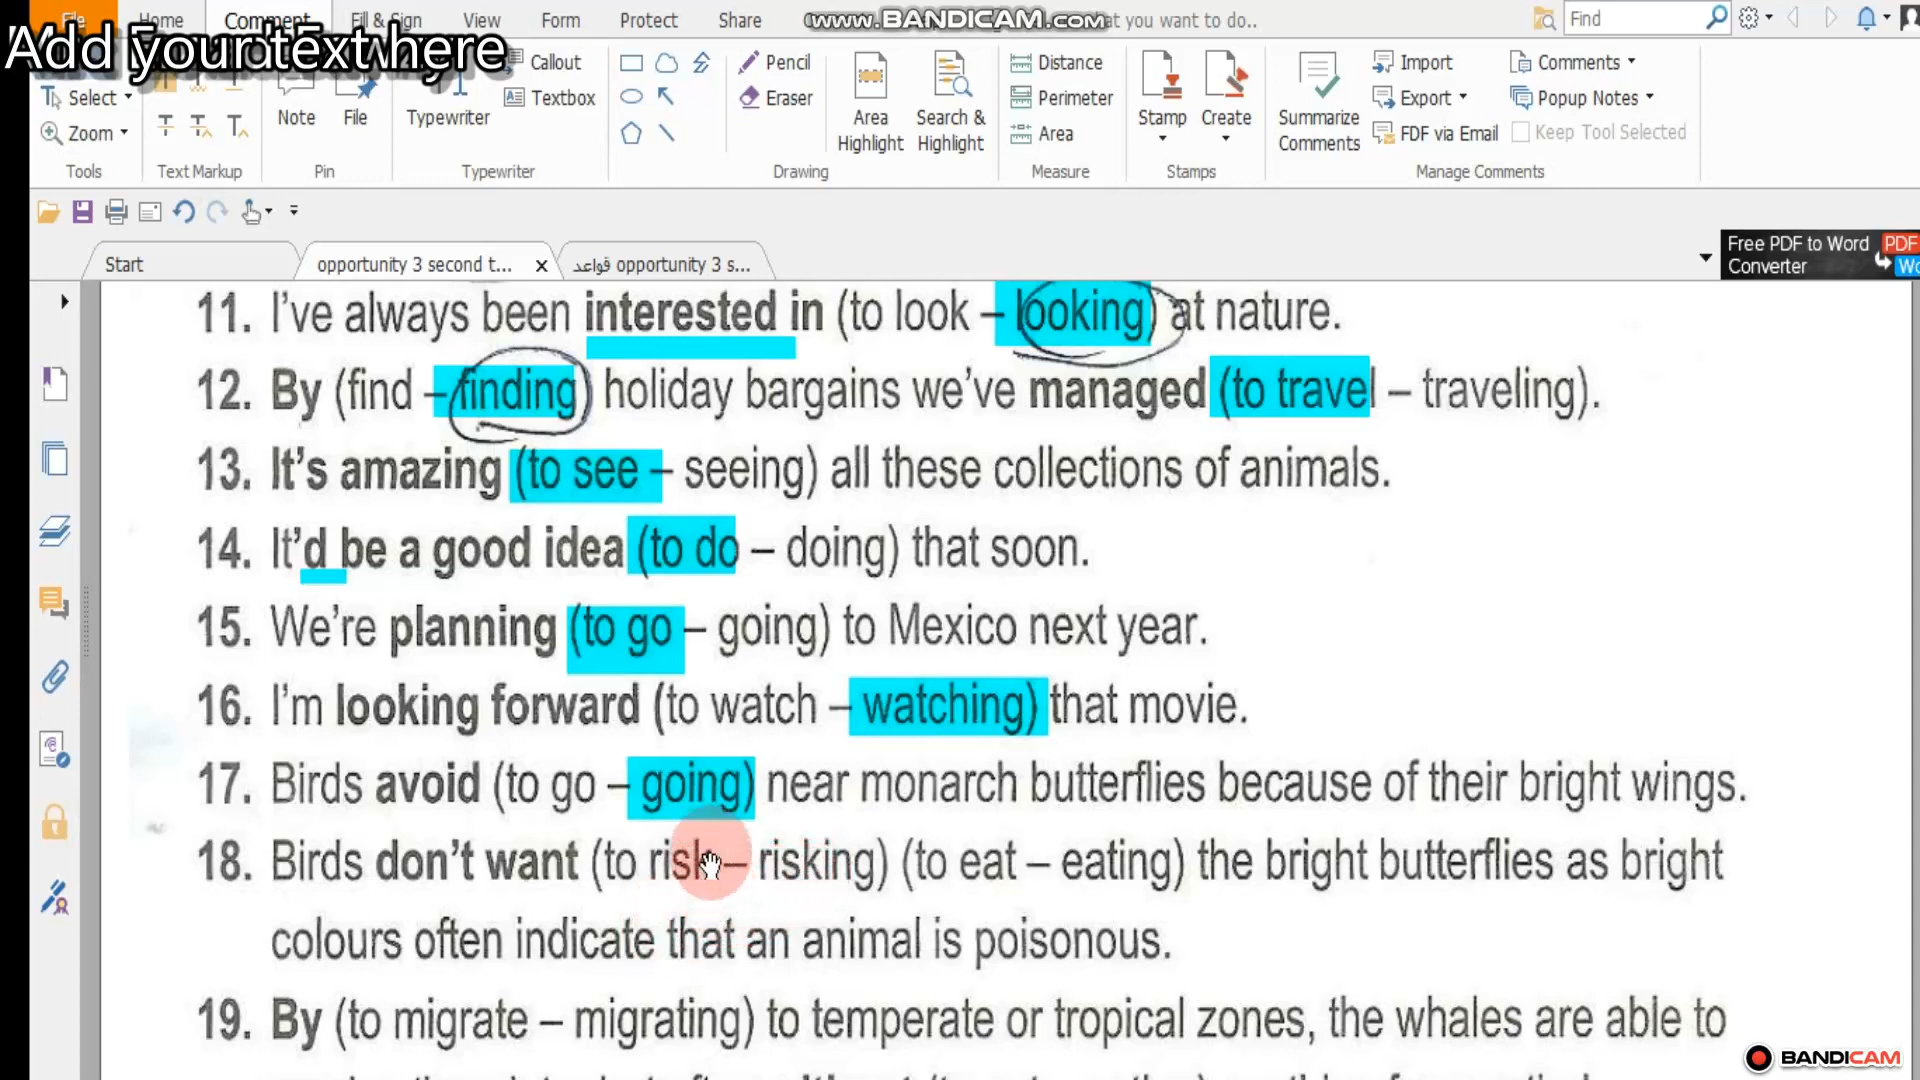 File Home Comment Fill & Sign View Form Protect Share www.BANDICAM.com at you want to do.. Find
Add your text here
Callout Pencil Distance Import Comments
Select Textbox Eraser Perimeter Export Popup Notes
Note File Typewriter Area Highlight Search & Highlight Stamp Create Summarize Comments
Zoom Area FDF via Email Keep Tool Selected
Tools Text Markup Pin Typewriter Drawing Measure Stamps Manage Comments
Start opportunity 3 second t... قواعد opportunity 3 s...
Free PDF to Word PDF
Converter
11. I've always been interested in (to look – looking) at nature.
12. By (find – finding) holiday bargains we've managed (to travel – traveling).
13. It's amazing (to see – seeing) all these collections of animals.
14. It'd be a good idea (to do – doing) that soon.
15. We're planning (to go – going) to Mexico next year.
16. I'm looking forward (to watch – watching) that movie.
17. Birds avoid (to go – going) near monarch butterflies because of their bright wings.
18. Birds don't want (to risk – risking) (to eat – eating) the bright butterflies as bright
colours often indicate that an animal is poisonous.
19. By (to migrate – migrating) to temperate or tropical zones, the whales are able to
BANDICAM